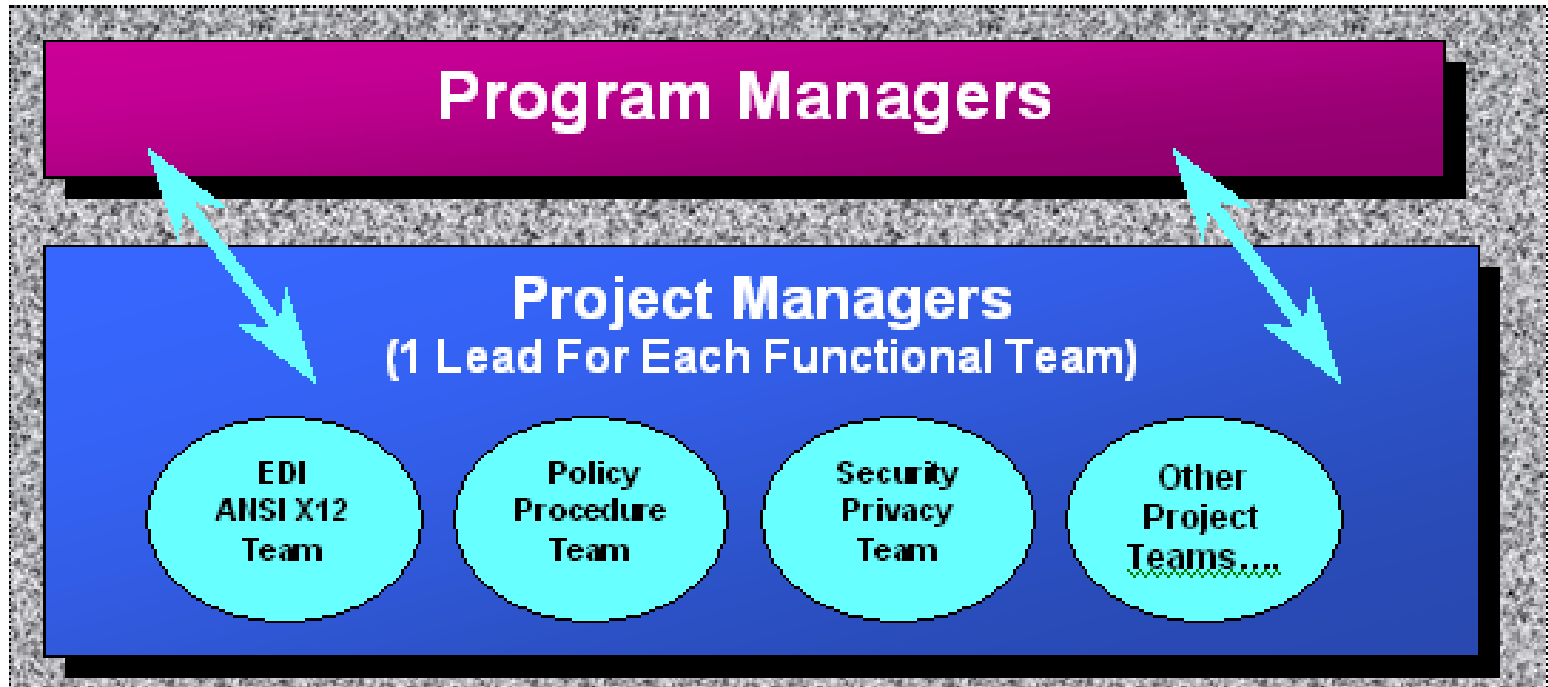 Program Managers
Project Managers
(1 Lead For Each Functional Team)
EDI
ANSI X12
Team
Policy
Procedure
Team
Security
Privacy
Team
Other
Project
Teams....